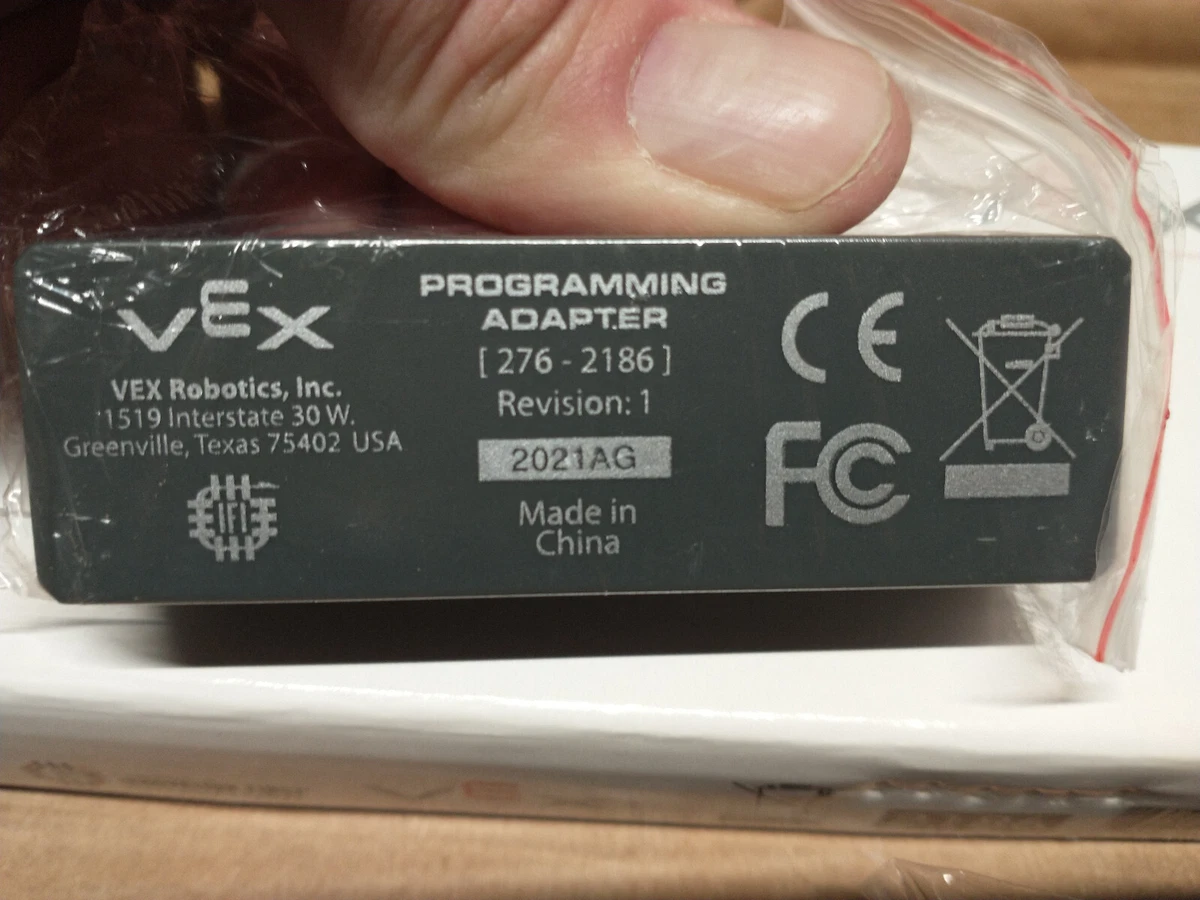 VEX
VEX Robotics, Inc.
1519 Interstate 30 W.
Greenville, Texas 75402 USA
IFI
PROGRAMMING
ADAPTER
[ 276 - 2186 ]
Revision: 1
2021AG
Made in
China
CE
FC